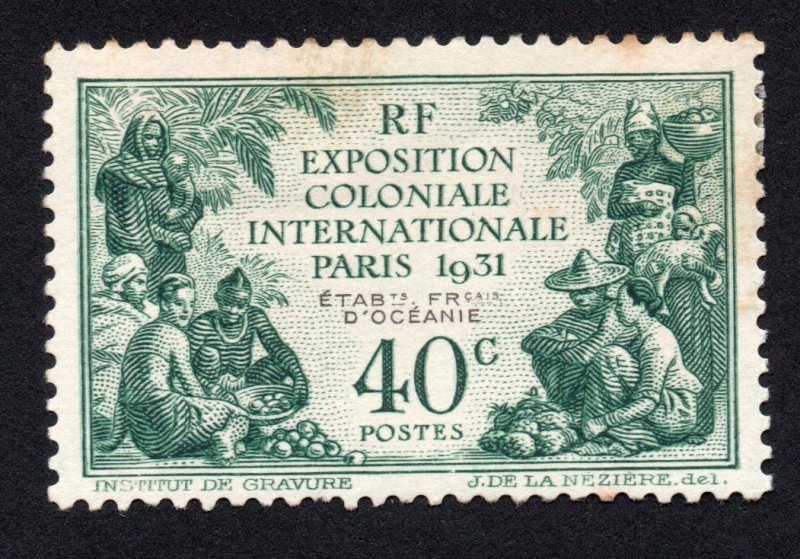 RF
EXPOSITION
COLONIALE
INTERNATIONALE
PARIS 1931
ÉTABTS. FRÇAIS.
D'OCÉANIE
40C
POSTES
INSTITUT DE GRAVURE J. DE LA NEZIÈRE, del.